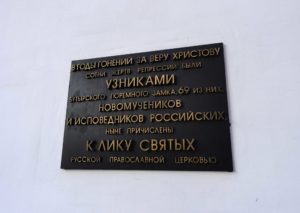 В ГОДЫ ГОНЕНИЙ ЗА ВЕРУ ХРИСТОВУ
СОТНИ ЖЕРТВ РЕПРЕССИЙ БЫЛИ
УЗНИКАМИ
БУТЫРСКОГО ТЮРЕМНОГО ЗАМКА. 69 ИЗ НИХ,
НОВОМУЧЕНИКОВ
И ИСПОВЕДНИКОВ РОССИЙСКИХ,
НЫНЕ ПРИЧИСЛЕНЫ
К ЛИКУ СВЯТЫХ
РУССКОЙ ПРАВОСЛАВНОЙ ЦЕРКОВЬЮ